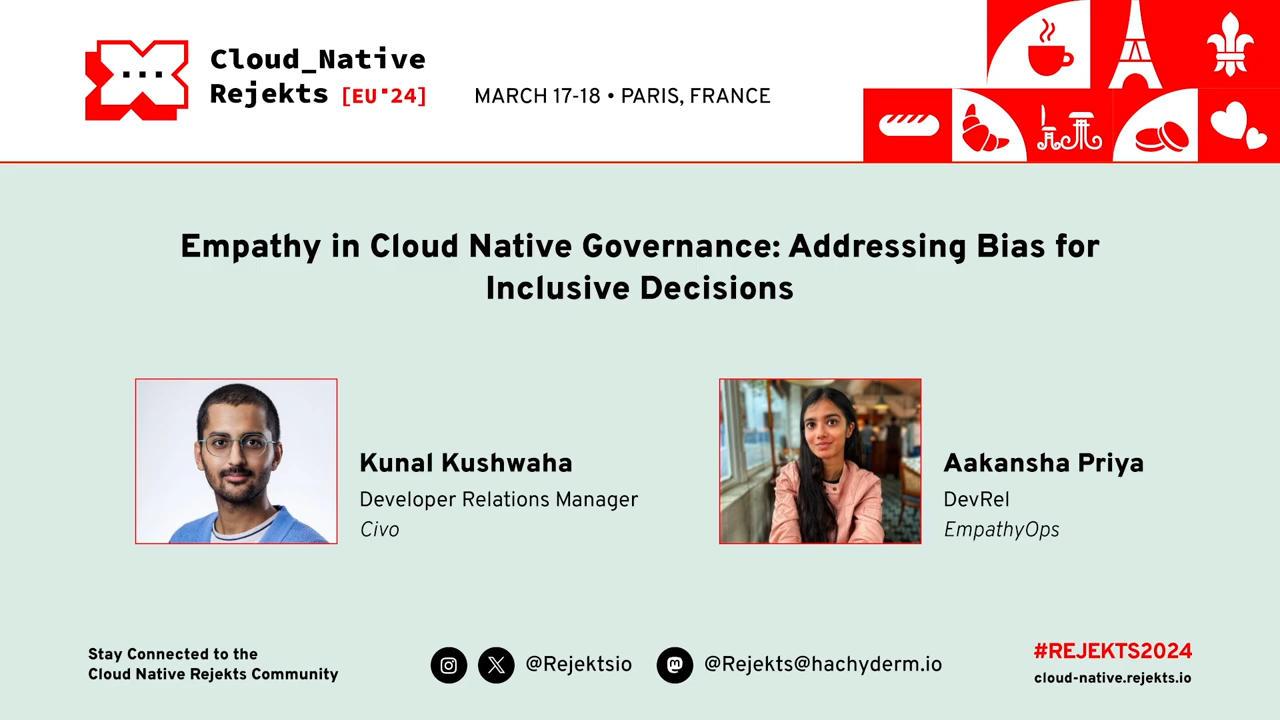 Cloud_Native
Rejekts [EU'24]
MARCH 17-18 • PARIS, FRANCE
Empathy in Cloud Native Governance: Addressing Bias for
Inclusive Decisions
Kunal Kushwaha
Developer Relations Manager
Civo
Aakansha Priya
DevRel
EmpathyOps
Stay Connected to the
Cloud Native Rejekts Community
@Rejektsio
@Rejekts@hachyderm.io
#REJEKTS2024
cloud-native.rejekts.io